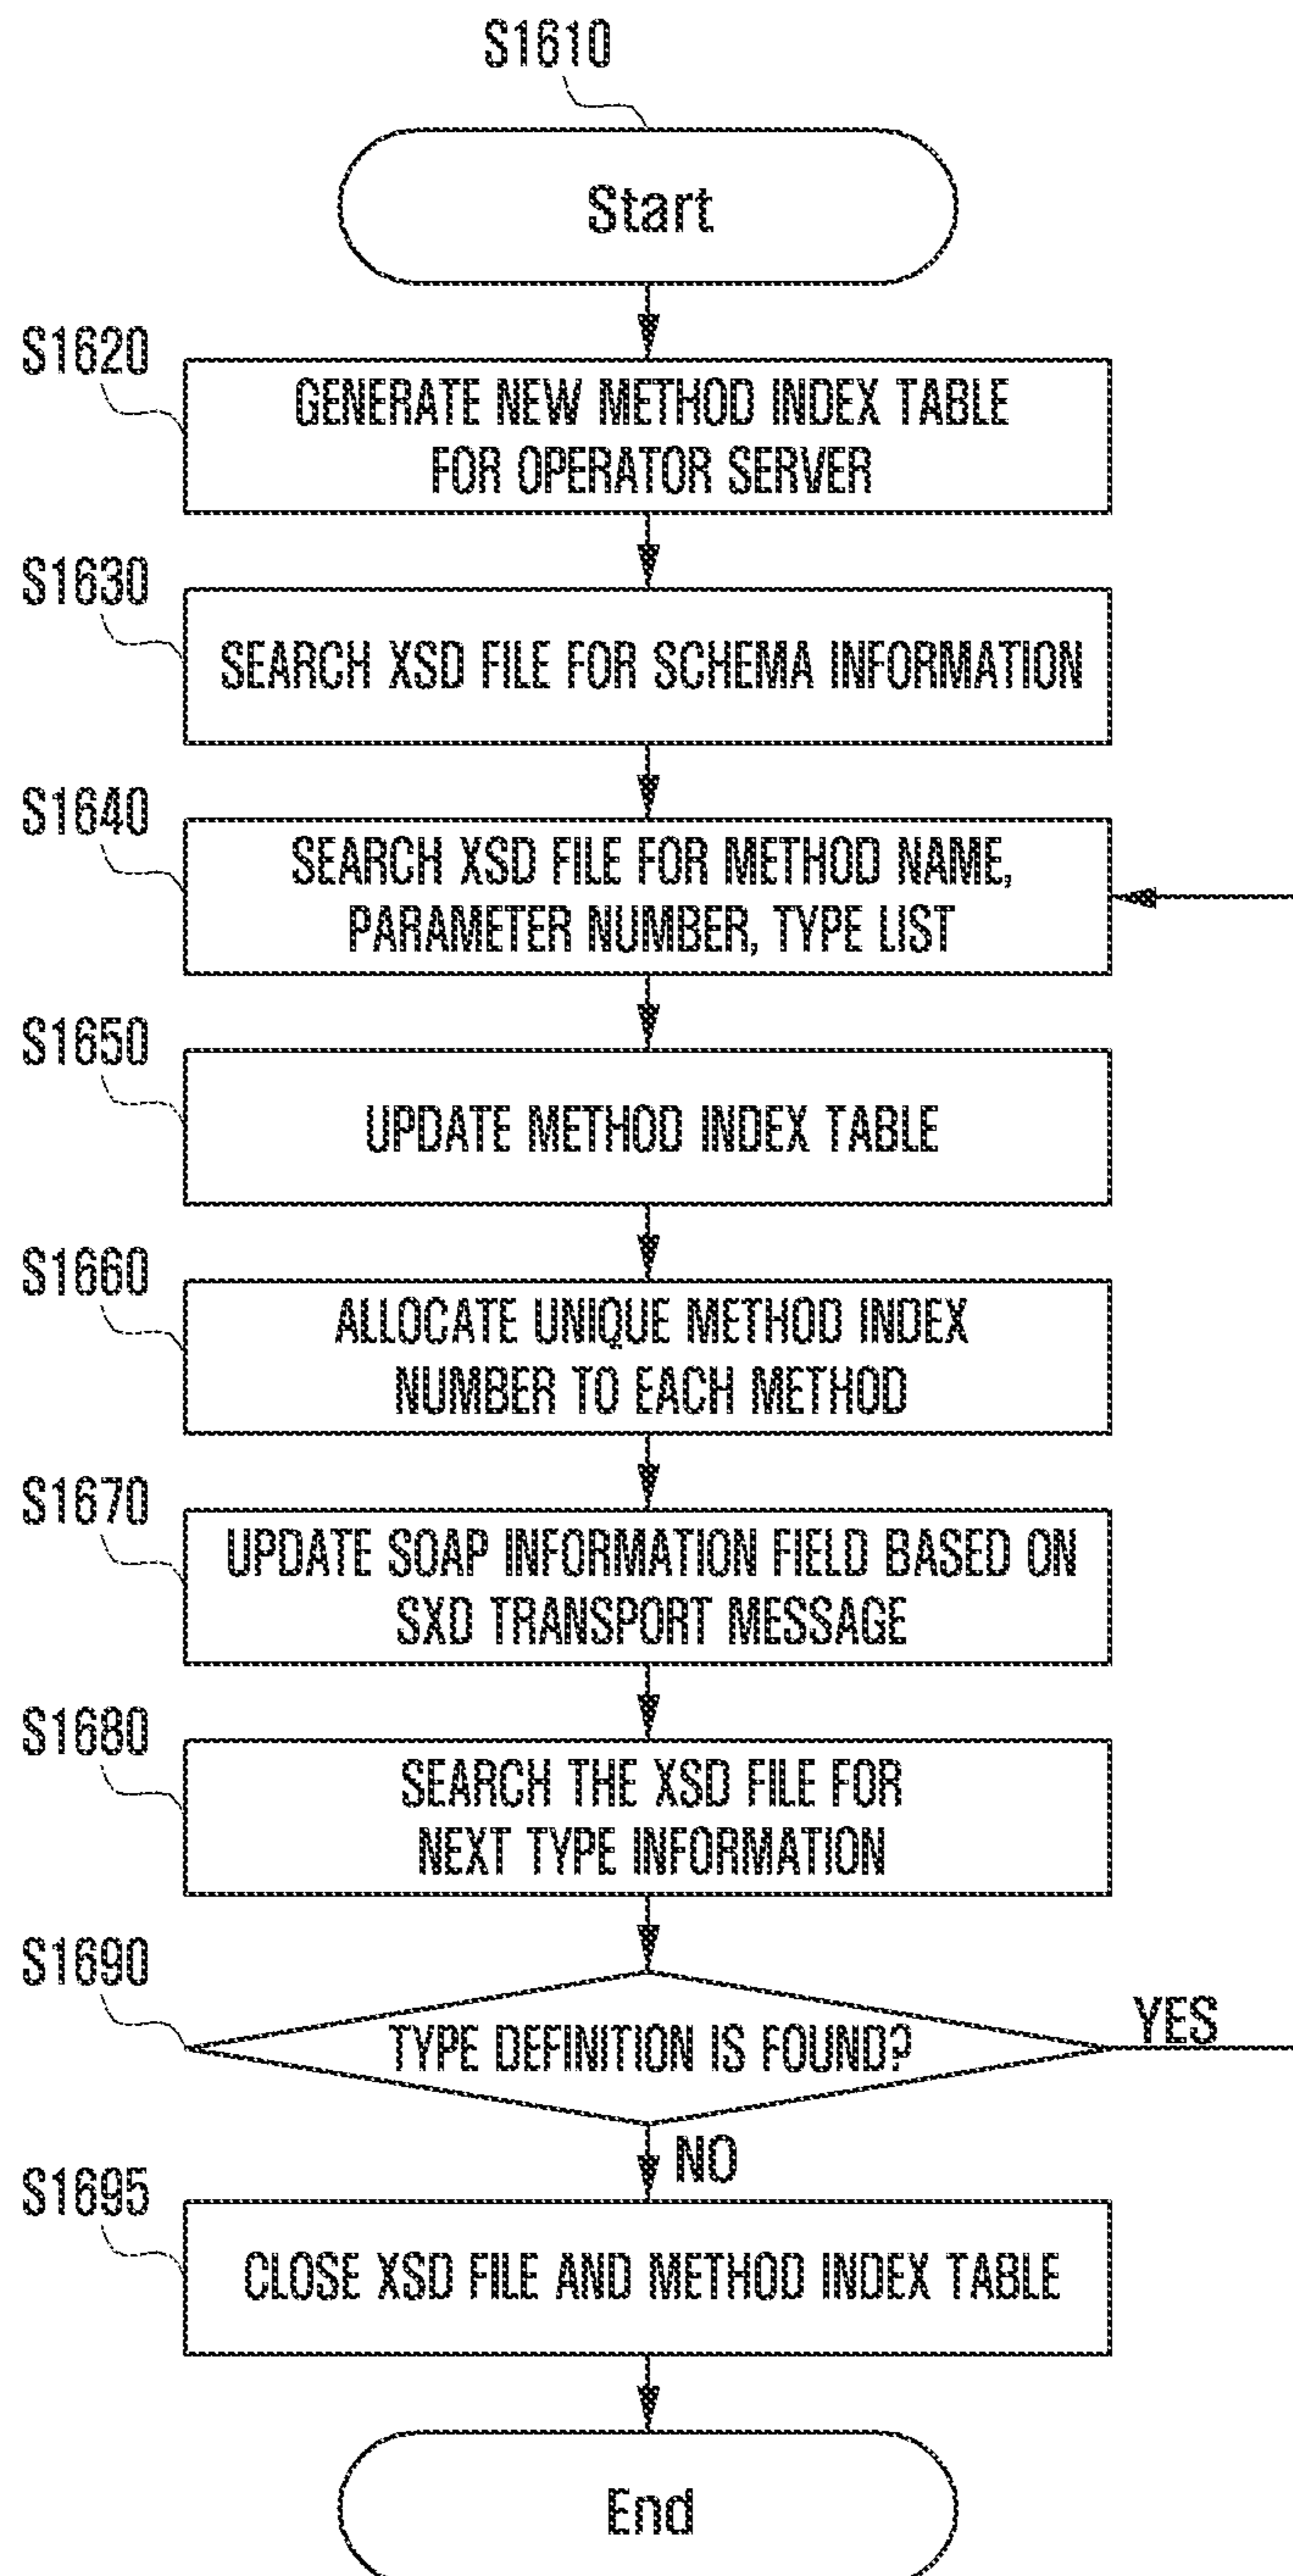 S1610
Start
S1620
GENERATE NEW METHOD INDEX TABLE
FOR OPERATOR SERVER
S1630
SEARCH XSD FILE FOR SCHEMA INFORMATION
S1640
SEARCH XSD FILE FOR METHOD NAME,
PARAMETER NUMBER, TYPE LIST
S1650
UPDATE METHOD INDEX TABLE
S1660
ALLOCATE UNIQUE METHOD INDEX
NUMBER TO EACH METHOD
S1670
UPDATE SOAP INFORMATION FIELD BASED ON
SXD TRANSPORT MESSAGE
S1680
SEARCH THE XSD FILE FOR
NEXT TYPE INFORMATION
S1690
TYPE DEFINITION IS FOUND?
YES
NO
S1695
CLOSE XSD FILE AND METHOD INDEX TABLE
End